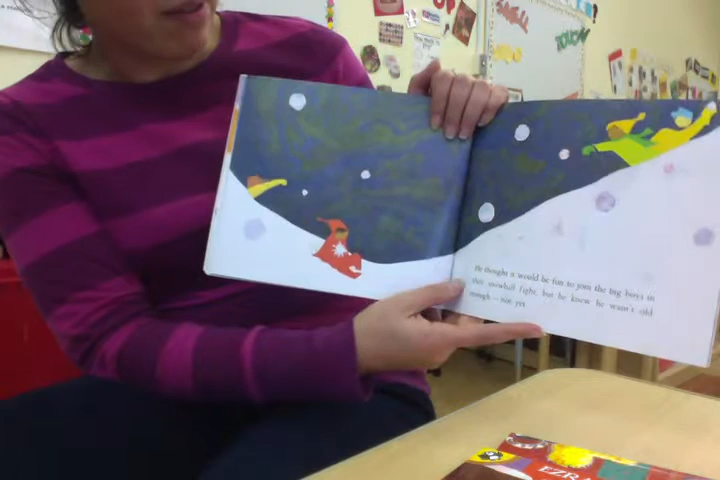 He thought it would be fun to join the big boys in
their snowball fight, but he knew he wasn't old
enough — not yet.
EZRA